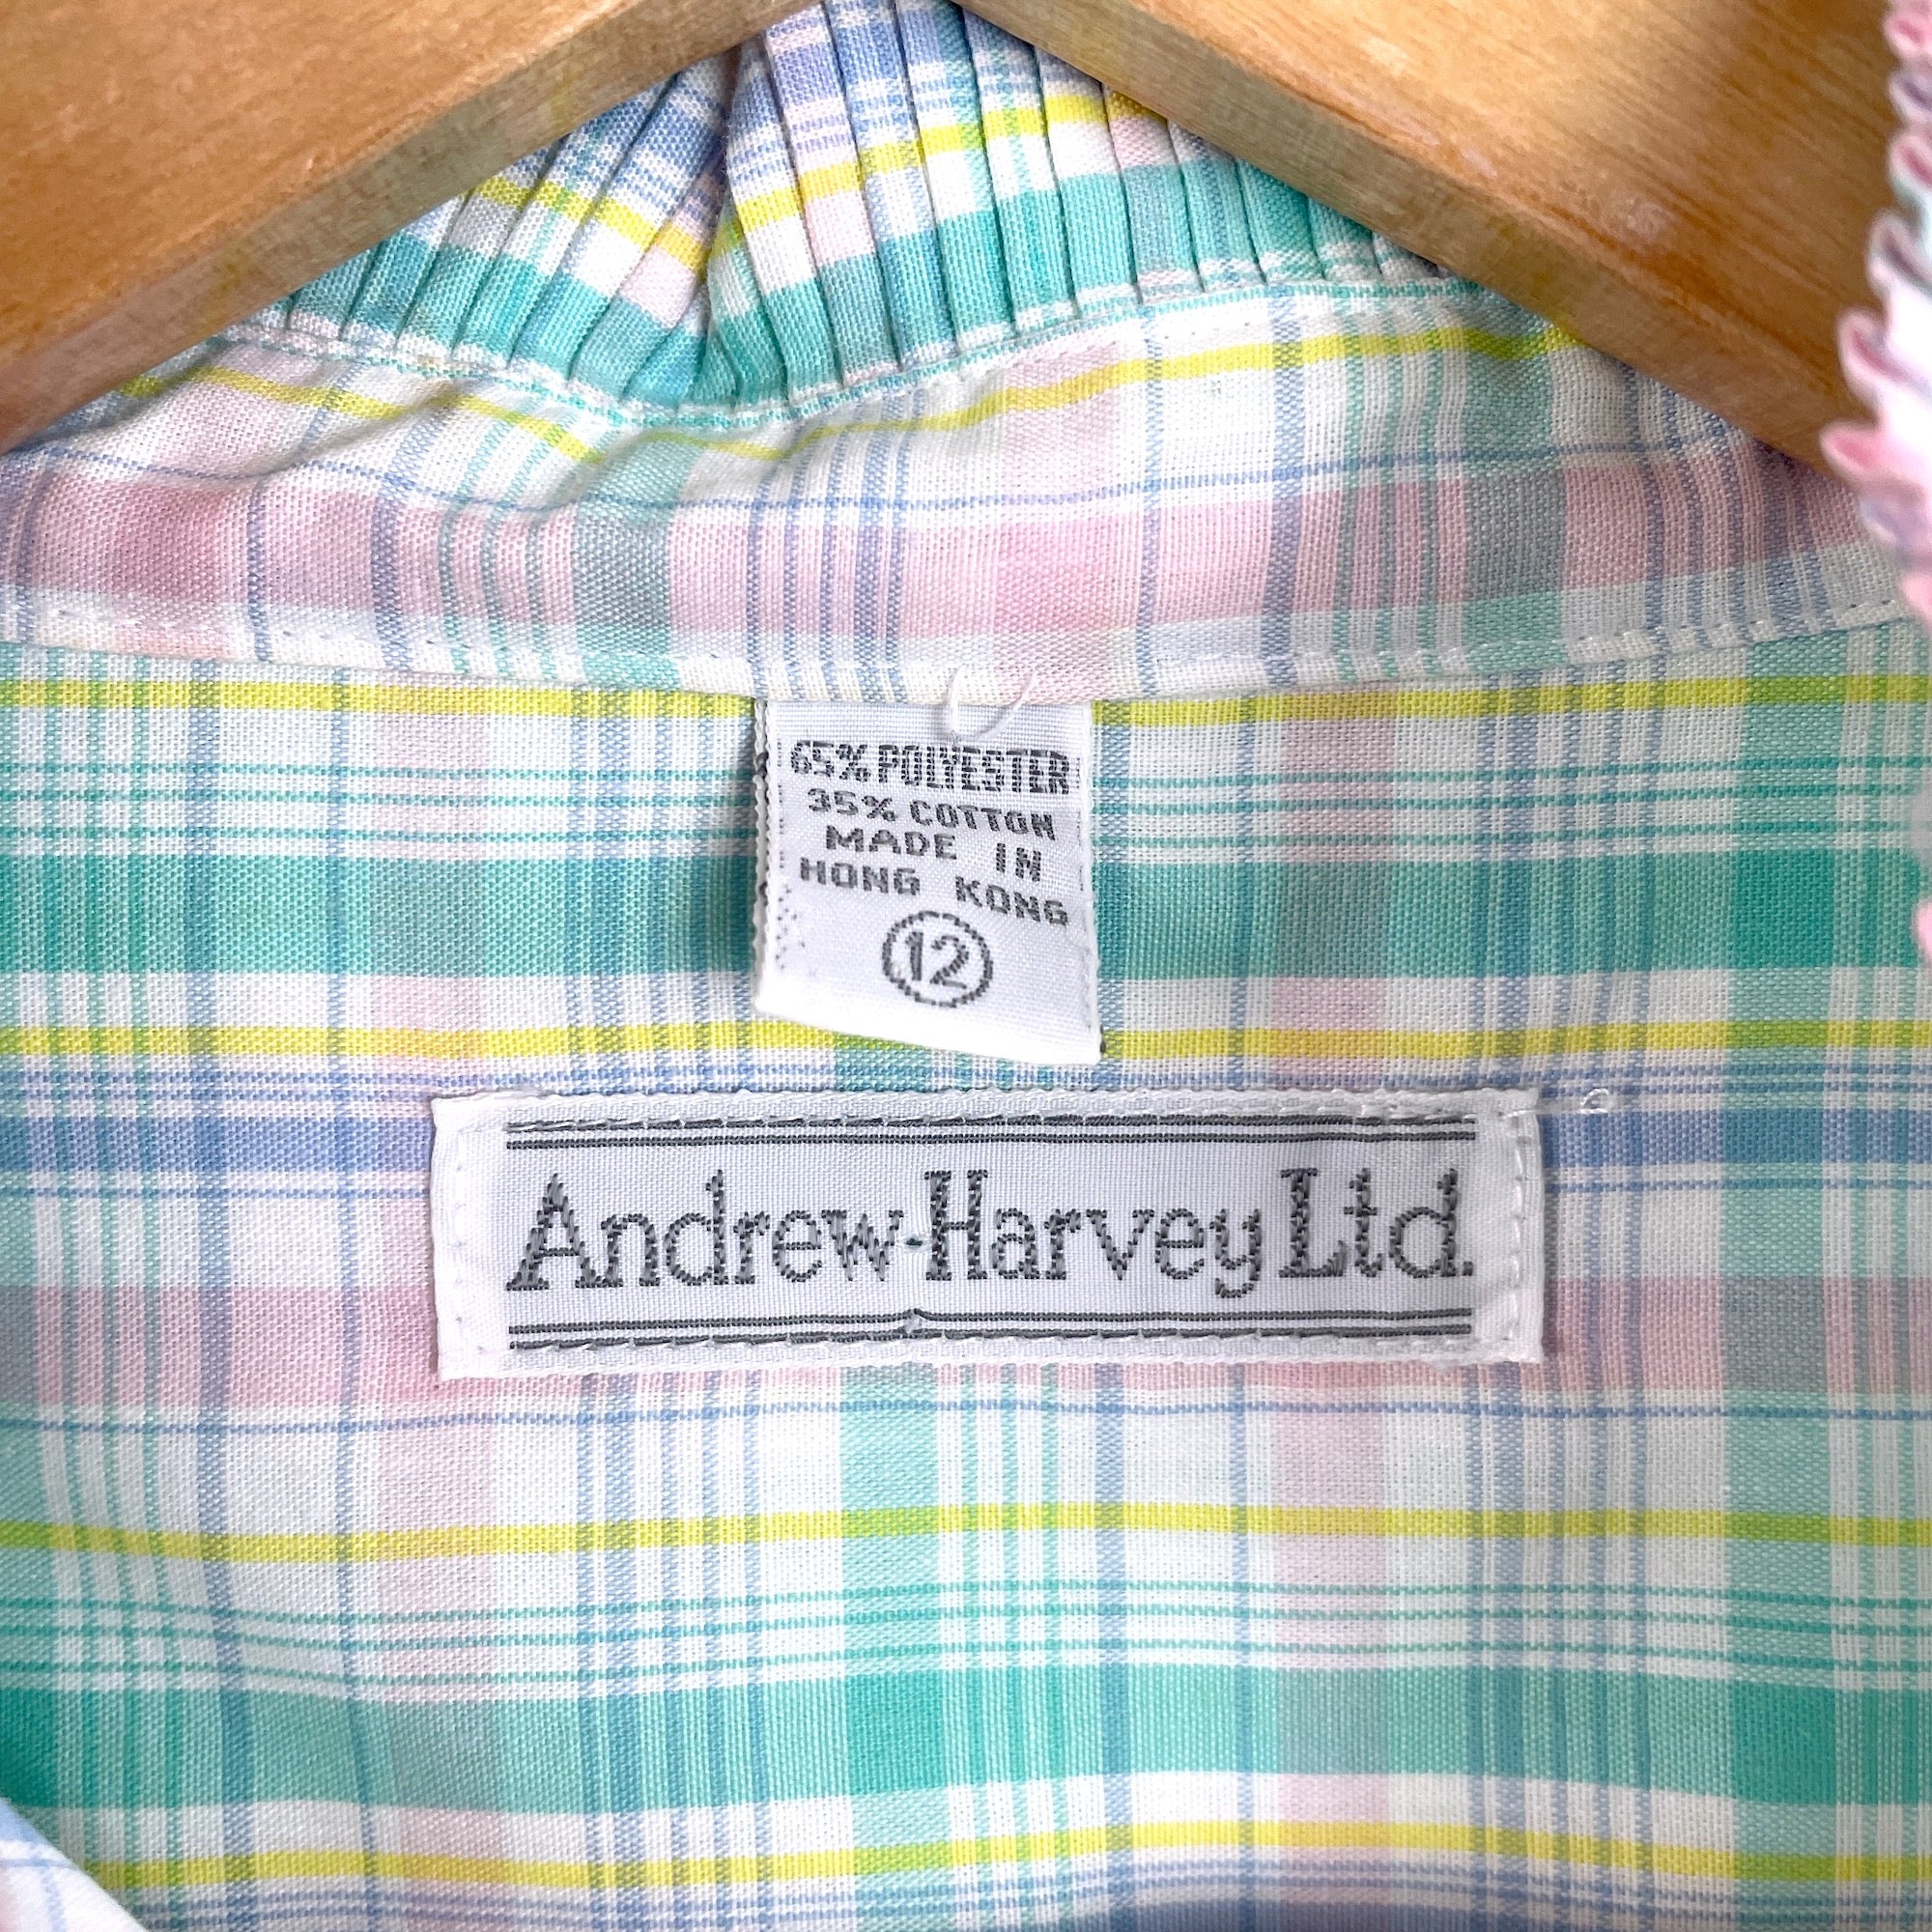 65% POLYESTER
35% COTTON
MADE IN
HONG KONG
12
Andrew-Harvey Ltd.